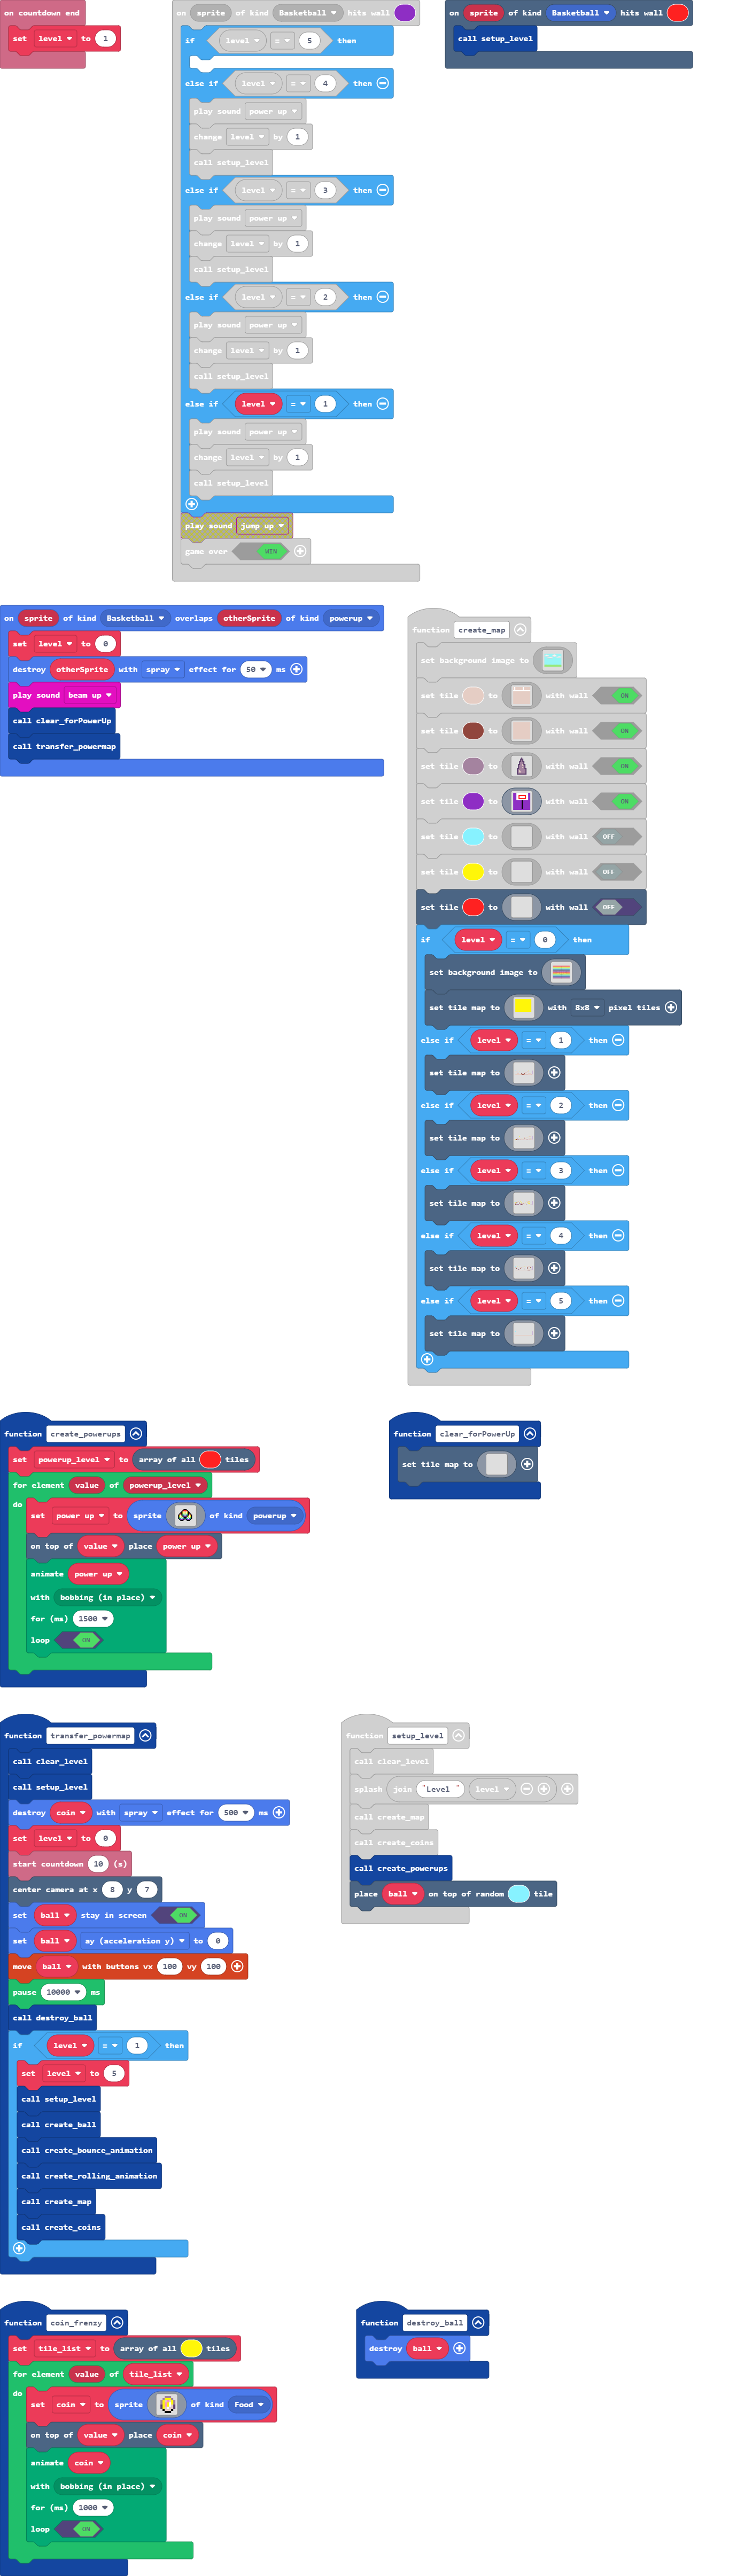 on countdown end
set level to 1
on sprite of kind Basketball hits wall
if level = 5 then
else if level = 4 then
play sound power up
change level by 1
call setup_level
else if level = 3 then
play sound power up
change level by 1
call setup_level
else if level = 2 then
play sound power up
change level by 1
call setup_level
else if level = 1 then
play sound power up
change level by 1
call setup_level
play sound jump up
game over WIN
on sprite of kind Basketball hits wall
call setup_level
on sprite of kind Basketball overlaps otherSprite of kind powerup
set level to 0
destroy otherSprite with spray effect for 50 ms
play sound beam up
call clear_forPowerUp
call transfer_powermap
function create_map
set background image to
set tile to with wall ON
set tile to with wall ON
set tile to with wall ON
set tile to with wall ON
set tile to with wall OFF
set tile to with wall OFF
set tile to with wall OFF
if level = 0 then
set background image to
set tile map to with 8x8 pixel tiles
else if level = 1 then
set tile map to
else if level = 2 then
set tile map to
else if level = 3 then
set tile map to
else if level = 4 then
set tile map to
else if level = 5 then
set tile map to
function create_powerups
set powerup_level to array of all tiles
for element value of powerup_level
do
set power up to sprite of kind powerup
on top of value place power up
animate power up
with bobbing (in place)
for (ms) 1500
loop ON
function clear_forPowerUp
set tile map to
function transfer_powermap
call clear_level
call setup_level
destroy coin with spray effect for 500 ms
set level to 0
start countdown 10 (s)
center camera at x 8 y 7
set ball stay in screen ON
set ball ay (acceleration y) to 0
move ball with buttons vx 100 vy 100
pause 10000 ms
call destroy_ball
if level = 1 then
set level to 5
call setup_level
call create_ball
call create_bounce_animation
call create_rolling_animation
call create_map
call create_coins
function setup_level
call clear_level
splash join "Level " level
call create_map
call create_coins
call create_powerups
place ball on top of random tile
function coin_frenzy
set tile_list to array of all tiles
for element value of tile_list
do
set coin to sprite of kind Food
on top of value place coin
animate coin
with bobbing (in place)
for (ms) 1000
loop ON
function destroy_ball
destroy ball